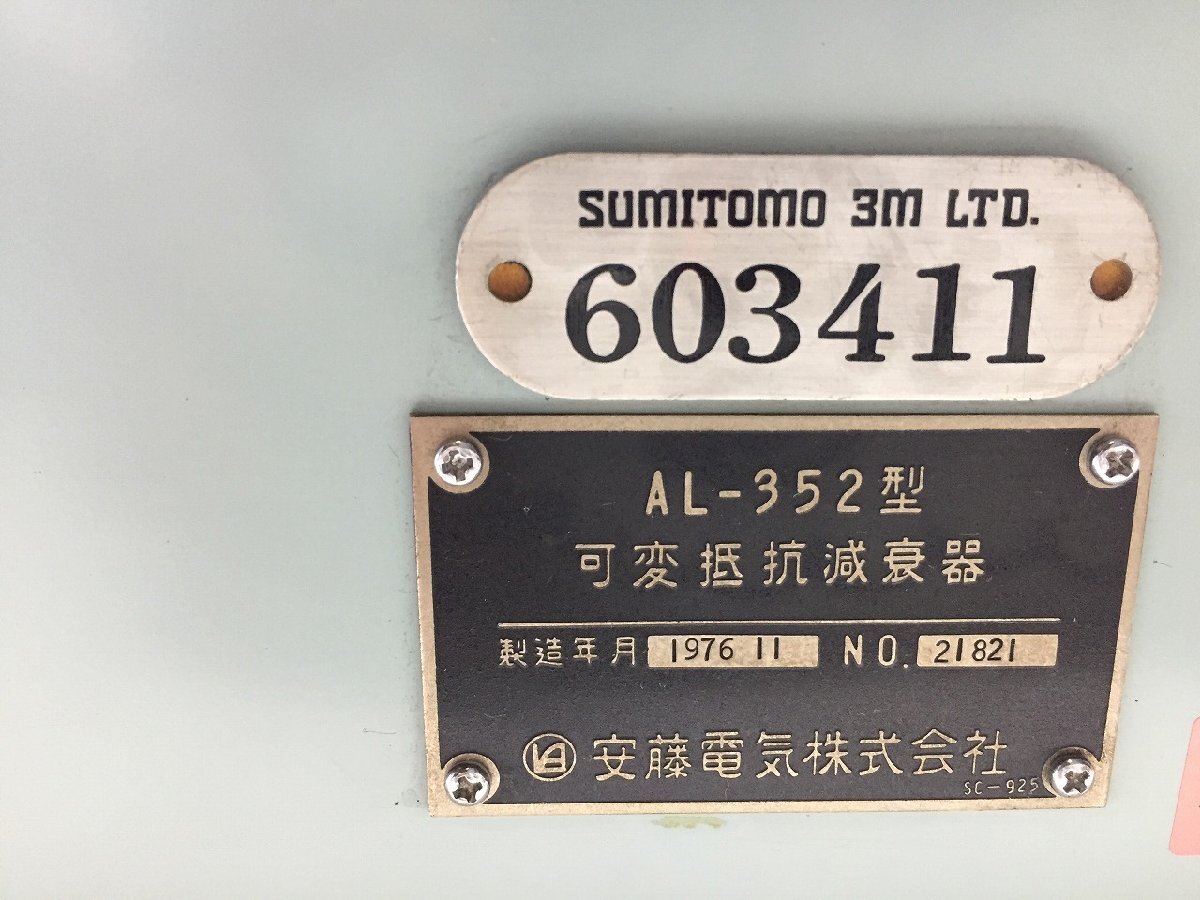 SUMITOMO 3M LTD.
603411
AL-352型
可変抵抗減衰器
製造年月 1976 11 NO. 21821
安藤電気株式会社
SC-925